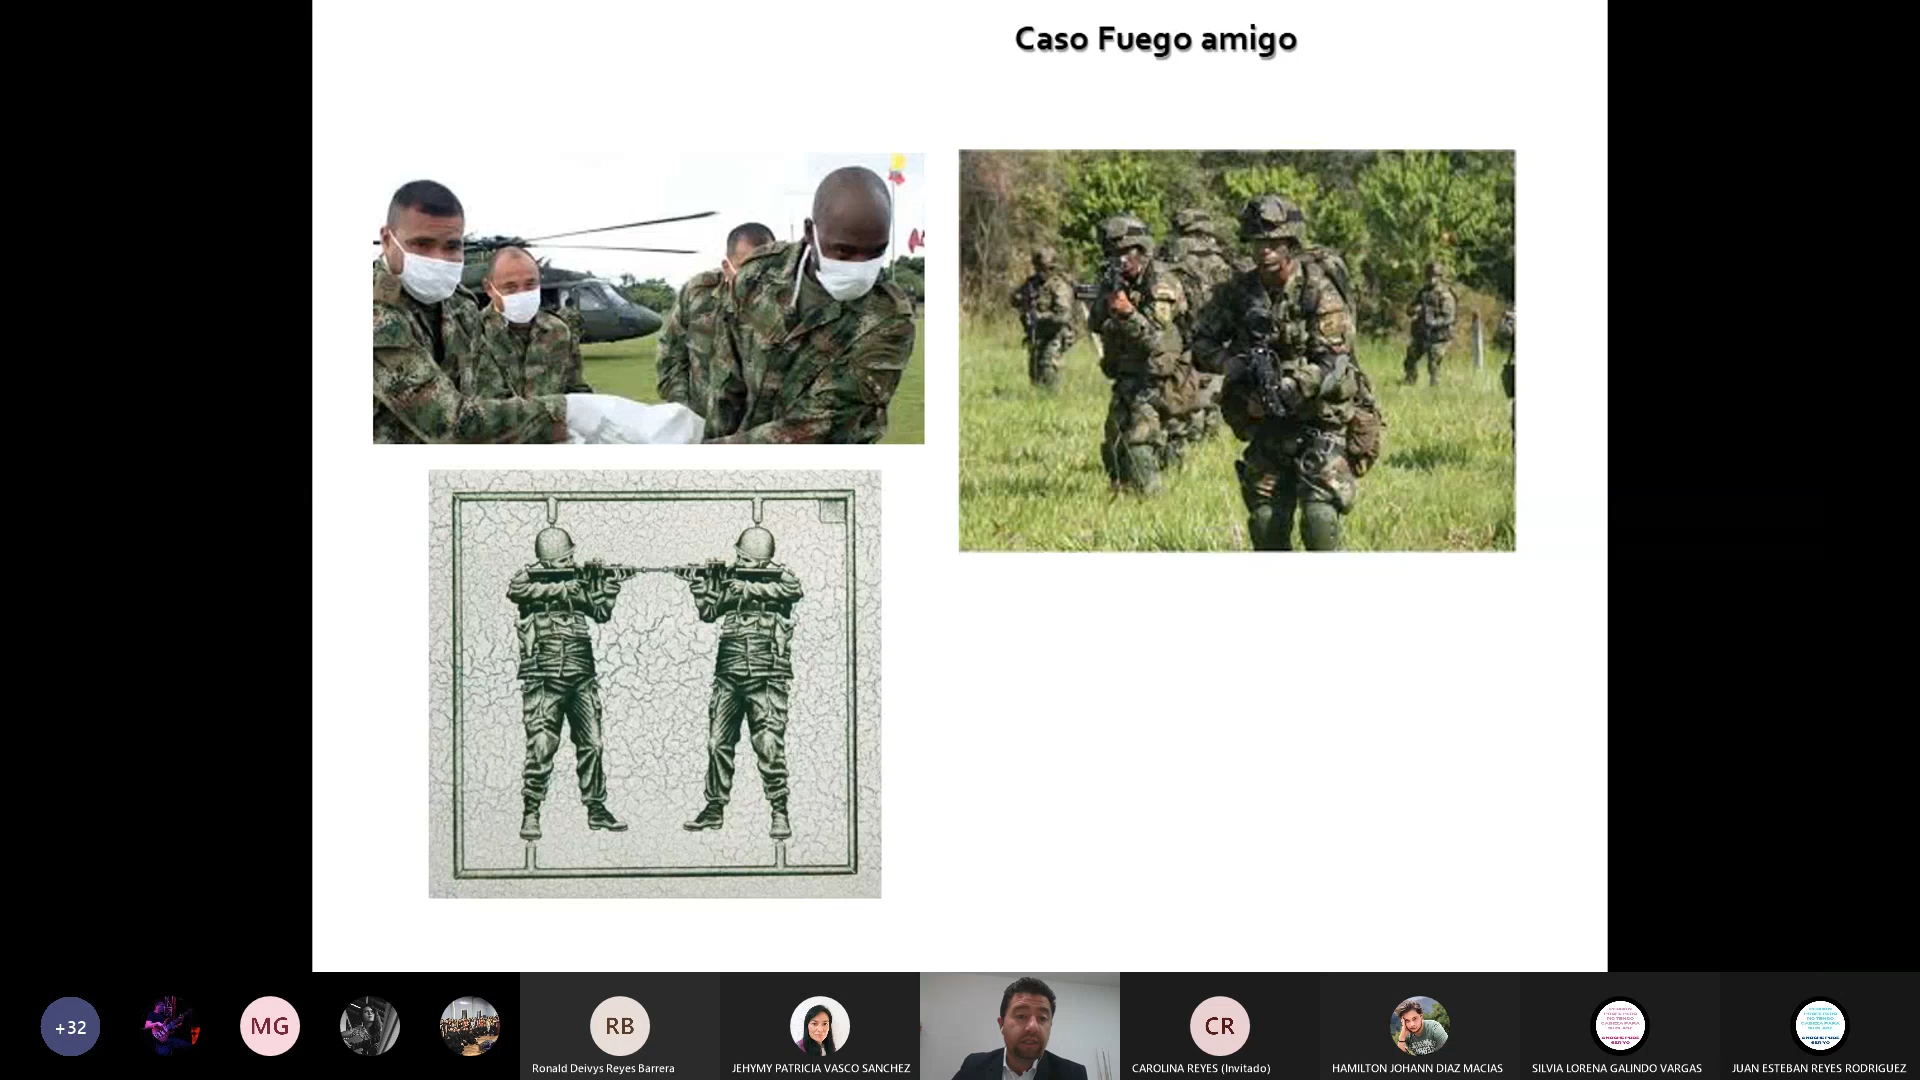 Caso Fuego amigo
+32
MG
RB
CR
Ronald Deivys Reyes Barrera
JEHYMY PATRICIA VASCO SANCHEZ
CAROLINA REYES (Invitado)
HAMILTON JOHANN DIAZ MACIAS
SILVIA LORENA GALINDO VARGAS
JUAN ESTEBAN REYES RODRIGUEZ